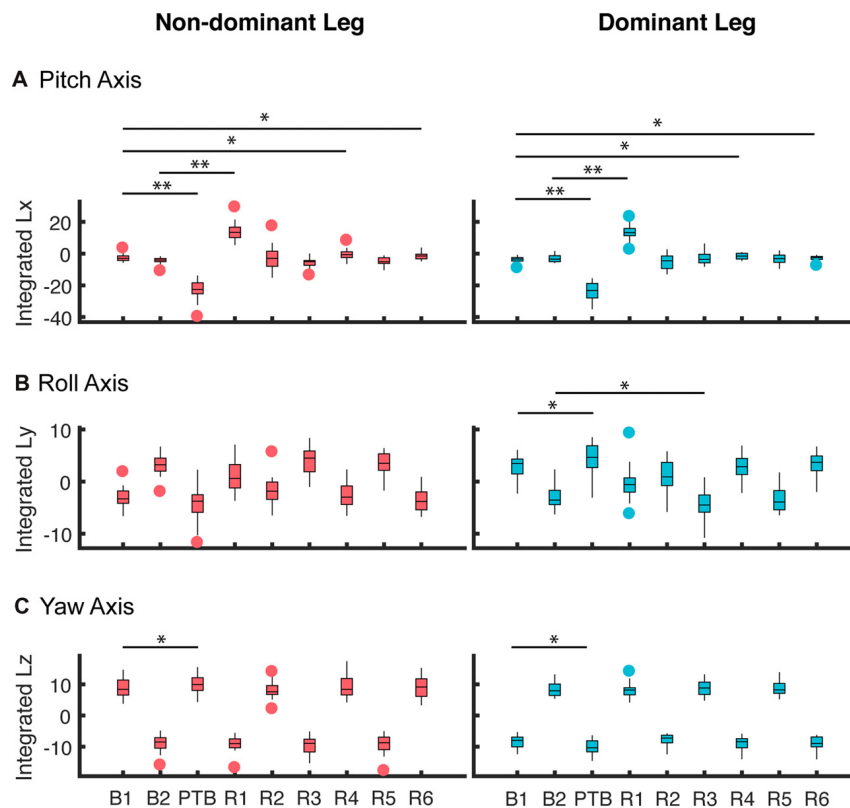 Non-dominant Leg Dominant Leg
A Pitch Axis
* *
* *
** **
** **
Integrated Lx
20
0
-20
-40
B Roll Axis
*
*
Integrated Ly
10
0
-10
C Yaw Axis
* *
Integrated Lz
10
0
-10
B1 B2 PTB R1 R2 R3 R4 R5 R6 B1 B2 PTB R1 R2 R3 R4 R5 R6